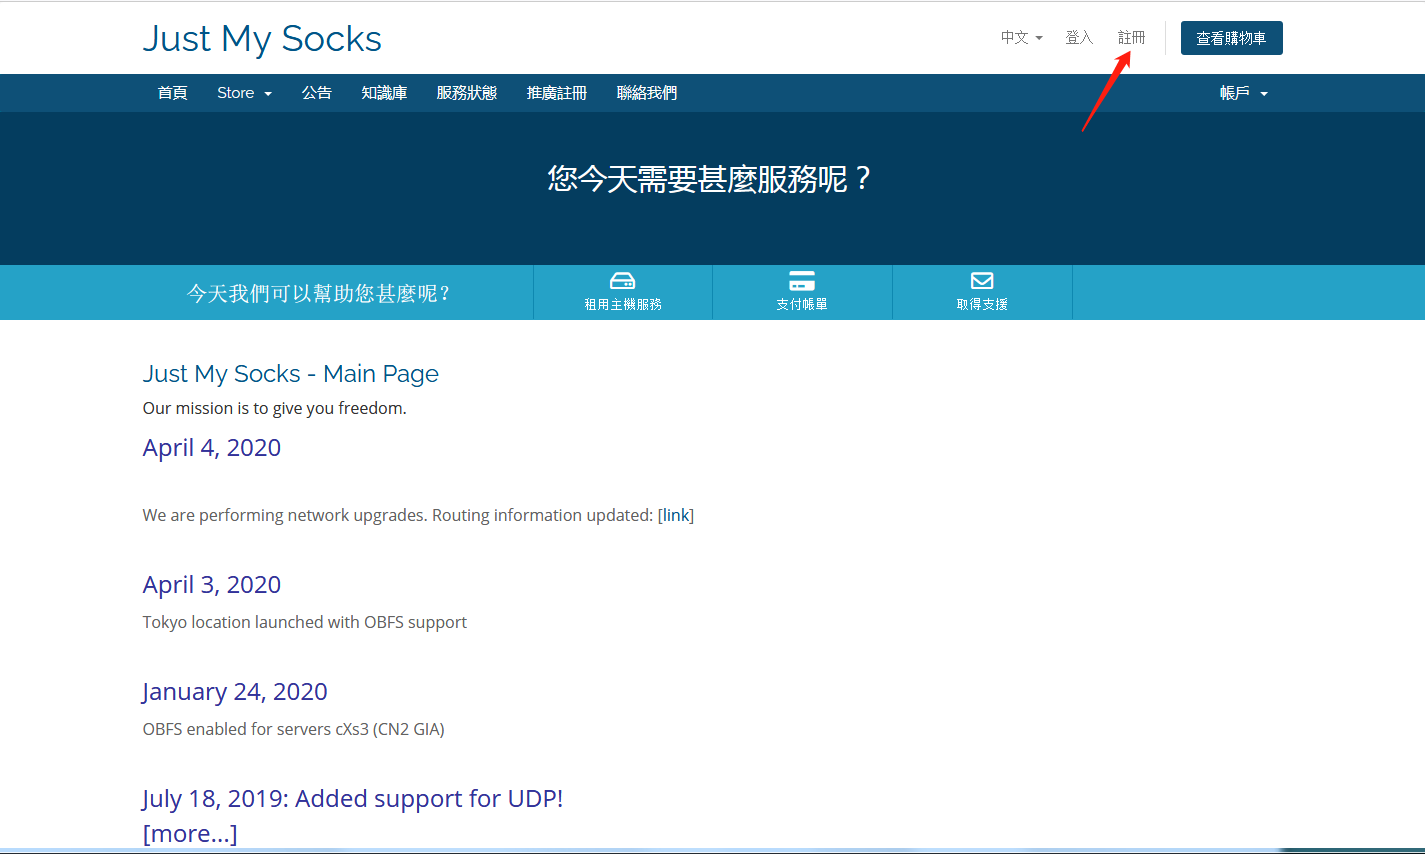 Just My Socks
中文
登入
註冊
查看購物車
首頁
Store
公告
知識庫
服務狀態
推廣註冊
聯絡我們
帳戶
您今天需要甚麼服務呢？
今天我們可以幫助您甚麼呢?
租用主機服務
支付帳單
取得支援
Just My Socks - Main Page
Our mission is to give you freedom.
April 4, 2020
We are performing network upgrades. Routing information updated: [link]
April 3, 2020
Tokyo location launched with OBFS support
January 24, 2020
OBFS enabled for servers cXs3 (CN2 GIA)
July 18, 2019: Added support for UDP!
[more...]